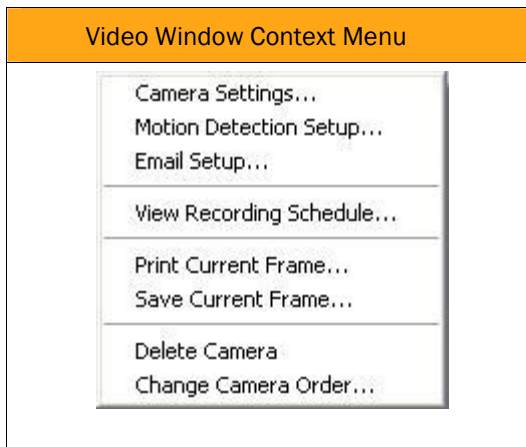 Video Window Context Menu
Camera Settings...
Motion Detection Setup...
Email Setup...
View Recording Schedule...
Print Current Frame...
Save Current Frame...
Delete Camera
Change Camera Order...